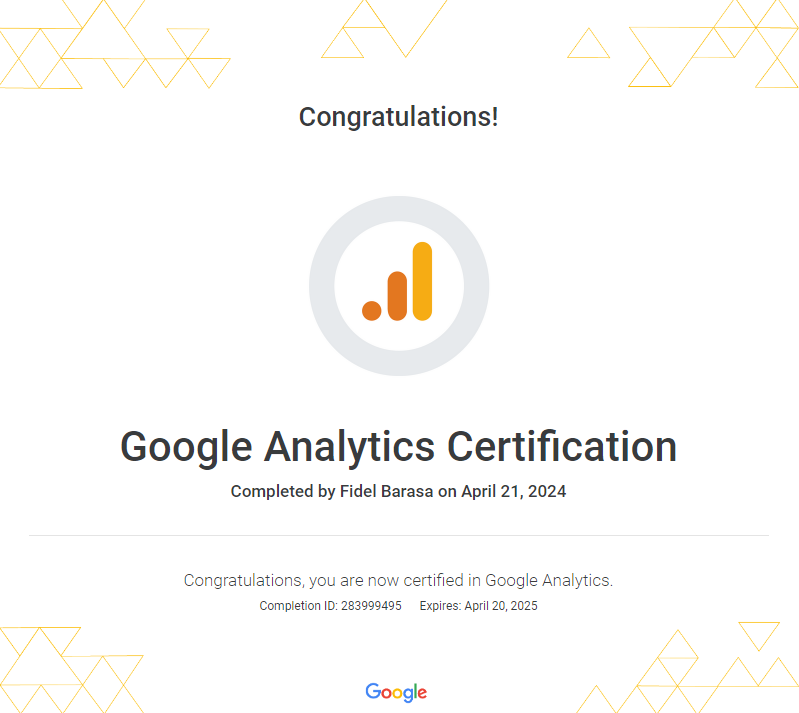 Congratulations!
Google Analytics Certification
Completed by Fidel Barasa on April 21, 2024
Congratulations, you are now certified in Google Analytics.
Completion ID: 283999495 Expires: April 20, 2025
Google